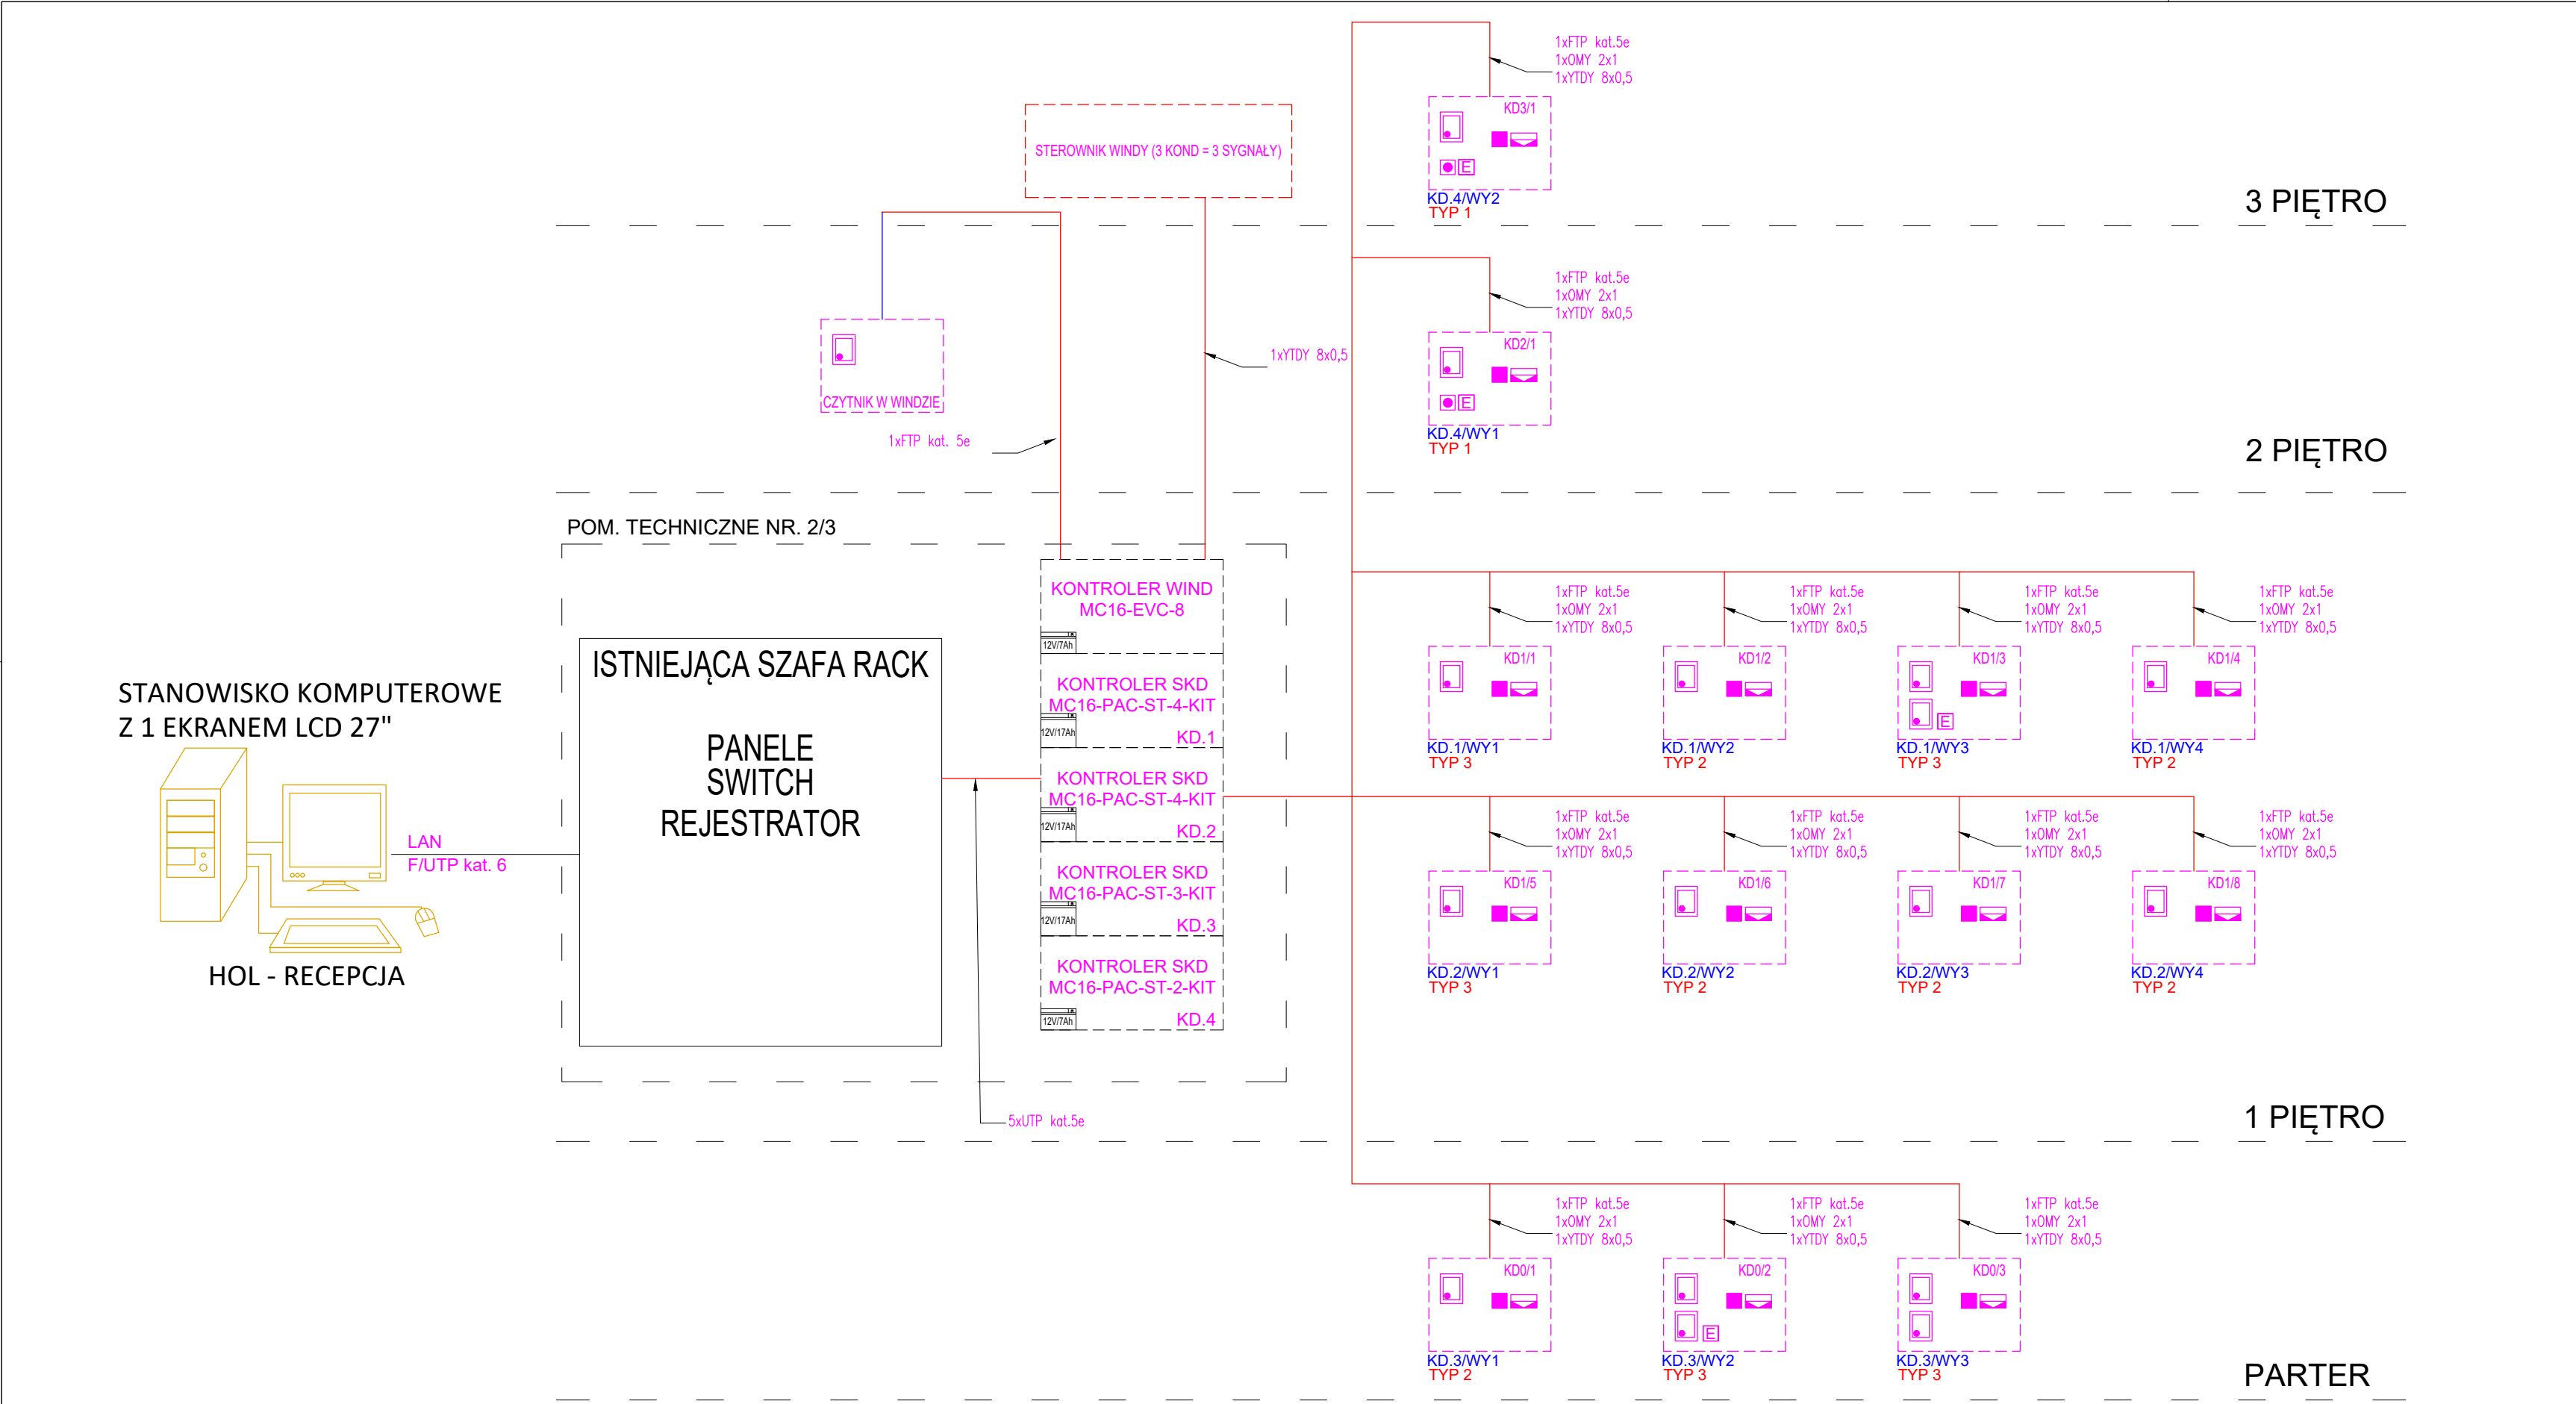 1xFTP kat.5e
1xOMY 2x1
1xYTDY 8x0,5
KD3/1
E
KD.4/WY2
TYP 1
STEROWNIK WINDY (3 KOND = 3 SYGNAŁY)
3 PIĘTRO
1xFTP kat.5e
1xOMY 2x1
1xYTDY 8x0,5
KD2/1
E
KD.4/WY1
TYP 1
1xYTDY 8x0,5
CZYTNIK W WINDZIE
1xFTP kat. 5e
2 PIĘTRO
POM. TECHNICZNE NR. 2/3
KONTROLER WIND
MC16-EVC-8
12V/7Ah
KONTROLER SKD
MC16-PAC-ST-4-KIT
12V/17Ah
KD.1
KONTROLER SKD
MC16-PAC-ST-4-KIT
12V/17Ah
KD.2
KONTROLER SKD
MC16-PAC-ST-3-KIT
12V/17Ah
KD.3
KONTROLER SKD
MC16-PAC-ST-2-KIT
12V/7Ah
KD.4
ISTNIEJĄCA SZAFA RACK
PANELE
SWITCH
REJESTRATOR
STANOWISKO KOMPUTEROWE
Z 1 EKRANEM LCD 27"
LAN
F/UTP kat. 6
HOL - RECEPCJA
5xUTP kat.5e
1xFTP kat.5e
1xOMY 2x1
1xYTDY 8x0,5
KD1/1
KD.1/WY1
TYP 3
1xFTP kat.5e
1xOMY 2x1
1xYTDY 8x0,5
KD1/2
KD.1/WY2
TYP 2
1xFTP kat.5e
1xOMY 2x1
1xYTDY 8x0,5
KD1/3
E
KD.1/WY3
TYP 3
1xFTP kat.5e
1xOMY 2x1
1xYTDY 8x0,5
KD1/4
KD.1/WY4
TYP 2
1xFTP kat.5e
1xOMY 2x1
1xYTDY 8x0,5
KD1/5
KD.2/WY1
TYP 3
1xFTP kat.5e
1xOMY 2x1
1xYTDY 8x0,5
KD1/6
KD.2/WY2
TYP 2
1xFTP kat.5e
1xOMY 2x1
1xYTDY 8x0,5
KD1/7
KD.2/WY3
TYP 2
1xFTP kat.5e
1xOMY 2x1
1xYTDY 8x0,5
KD1/8
KD.2/WY4
TYP 2
1 PIĘTRO
1xFTP kat.5e
1xOMY 2x1
1xYTDY 8x0,5
KD0/1
KD.3/WY1
TYP 2
1xFTP kat.5e
1xOMY 2x1
1xYTDY 8x0,5
KD0/2
E
KD.3/WY2
TYP 3
1xFTP kat.5e
1xOMY 2x1
1xYTDY 8x0,5
KD0/3
KD.3/WY3
TYP 3
PARTER